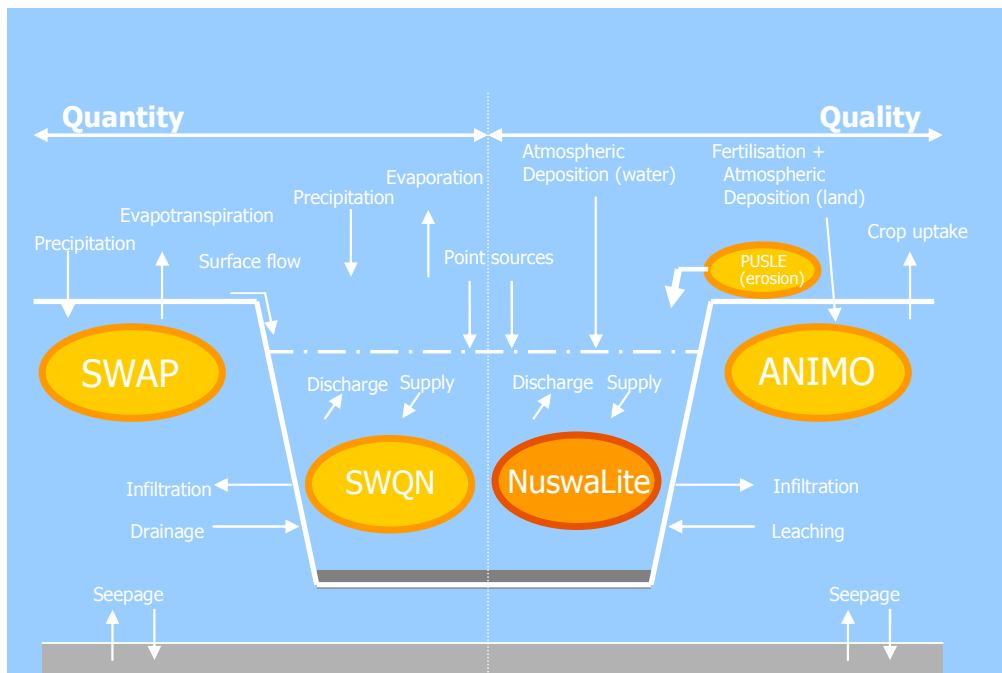 Quantity
Quality
Atmospheric
Deposition (water)
Fertilisation +
Atmospheric
Deposition (land)
Evaporation
Precipitation
Evapotranspiration
Precipitation
Crop uptake
Surface flow
Point sources
PUSLE
(erosion)
SWAP
ANIMO
Discharge
Supply
Discharge
Supply
SWQN
NuswaLite
Infiltration
Infiltration
Drainage
Leaching
Seepage
Seepage